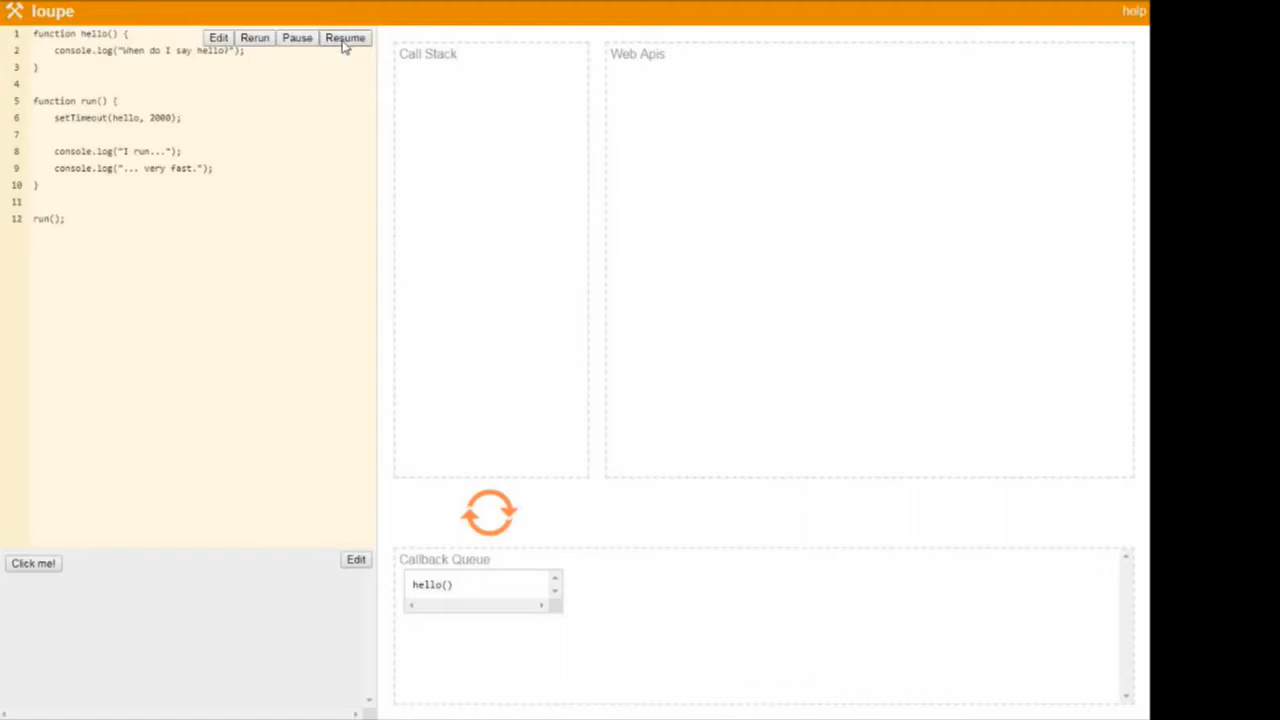 loupe
help
Edit Rerun Pause Resume
1 function hello() {
2 console.log("When do I say hello?");
3 }
4
5 function run() {
6 setTimeout(hello, 2000);
7
8 console.log("I run...");
9 console.log("... very fast.");
10 }
11
12 run();
Click me!
Edit
Call Stack
Web Apis
Callback Queue
hello()